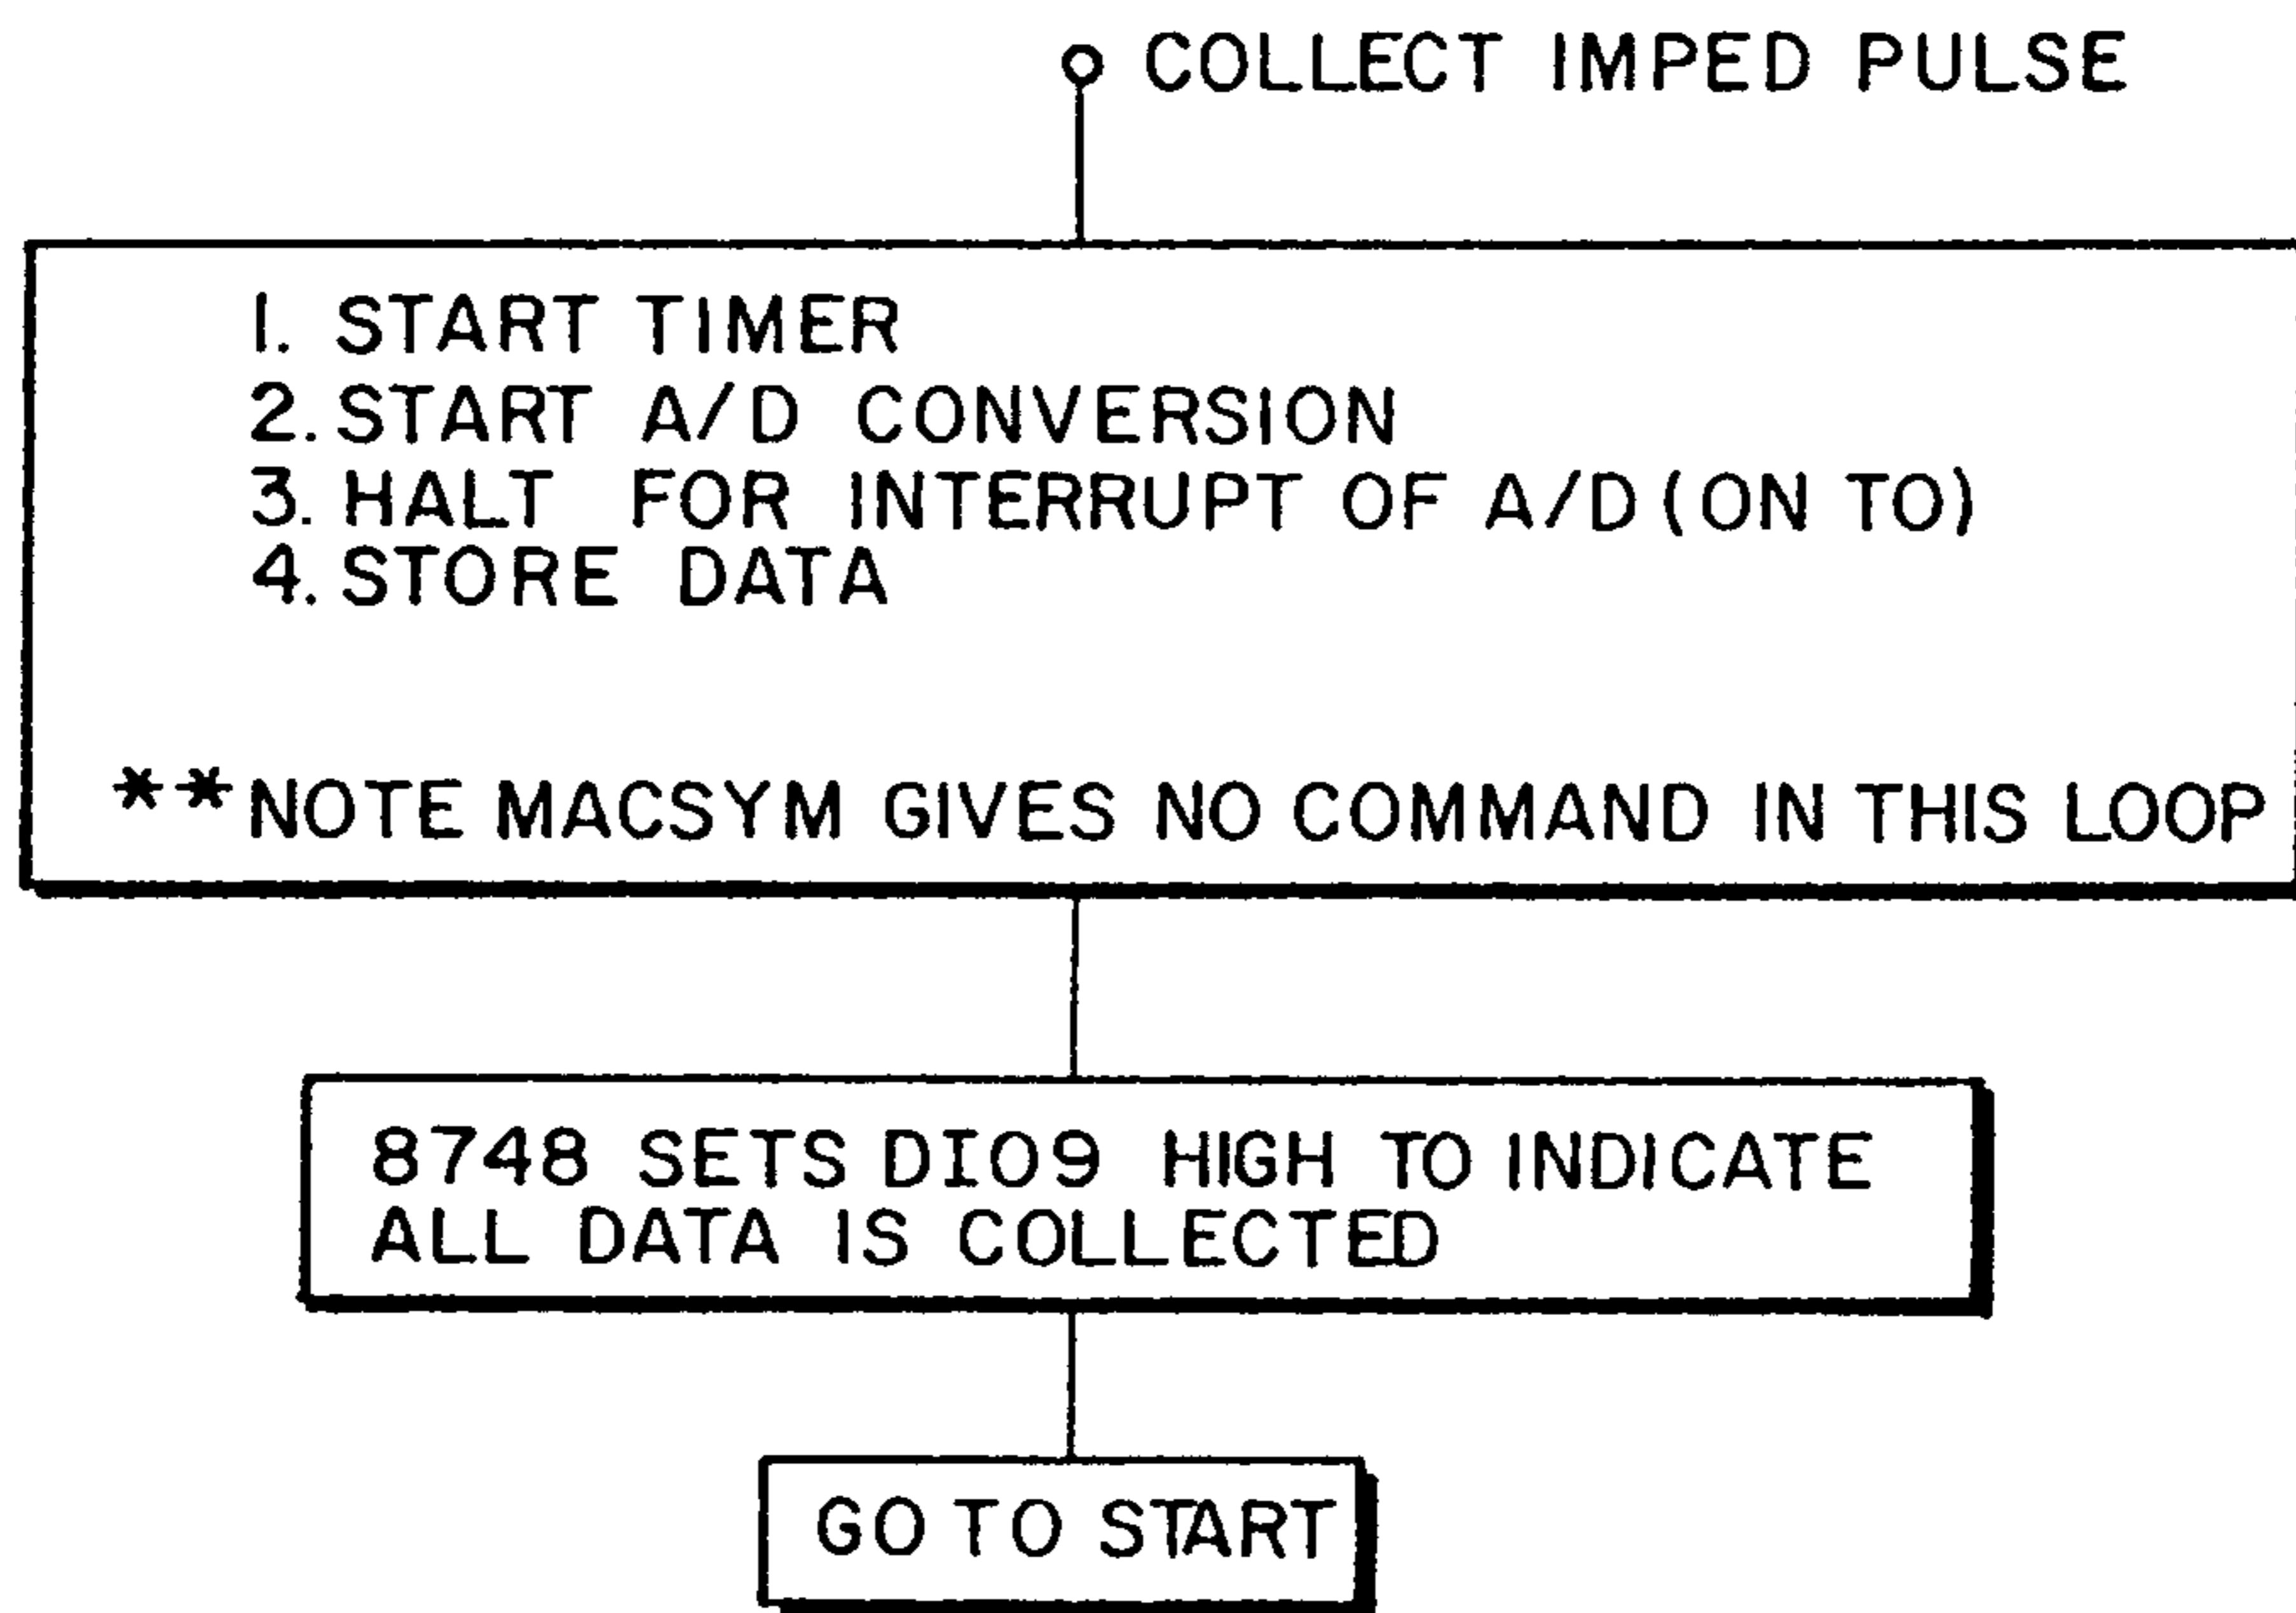 COLLECT IMPED PULSE
1. START TIMER
2. START A/D CONVERSION
3. HALT FOR INTERRUPT OF A/D (ON TO)
4. STORE DATA
**NOTE MACSYM GIVES NO COMMAND IN THIS LOOP
8748 SETS DIO9 HIGH TO INDICATE
ALL DATA IS COLLECTED
GO TO START